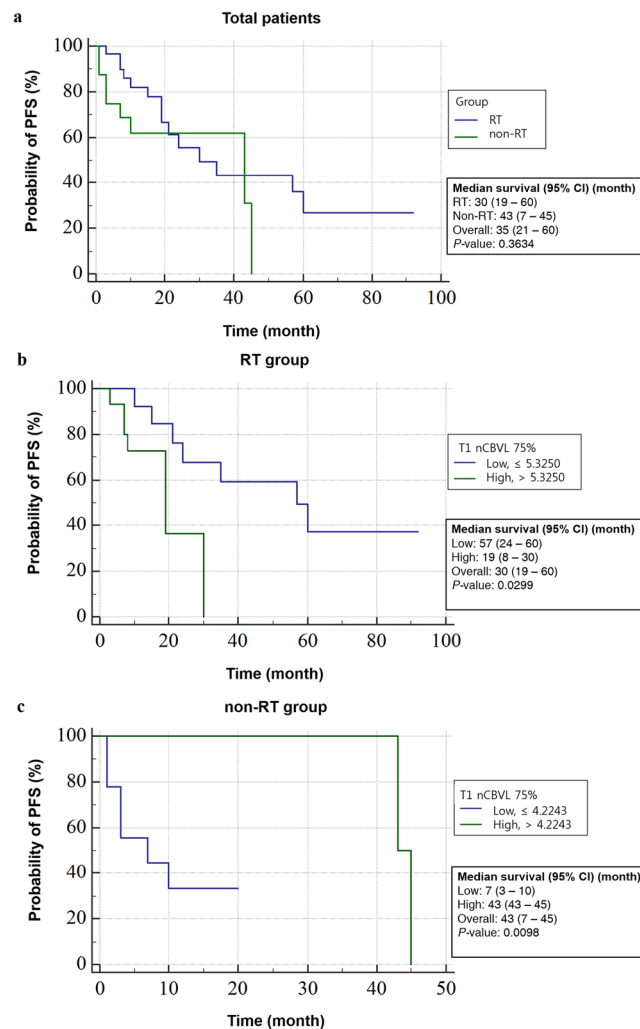 a
Total patients
Probability of PFS (%)
100
80
60
40
20
0
0 20 40 60 80 100
Time (month)
Group
RT
non-RT
Median survival (95% CI) (month)
RT: 30 (19 – 60)
Non-RT: 43 (7 – 45)
Overall: 35 (21 – 60)
P-value: 0.3634
b
RT group
Probability of PFS (%)
100
80
60
40
20
0
0 20 40 60 80 100
Time (month)
T1 nCBVL 75%
Low, ≤ 5.3250
High, > 5.3250
Median survival (95% CI) (month)
Low: 57 (24 – 60)
High: 19 (8 – 30)
Overall: 30 (19 – 60)
P-value: 0.0299
c
non-RT group
Probability of PFS (%)
100
80
60
40
20
0
0 10 20 30 40 50
Time (month)
T1 nCBVL 75%
Low, ≤ 4.2243
High, > 4.2243
Median survival (95% CI) (month)
Low: 7 (3 – 10)
High: 43 (43 – 45)
Overall: 43 (7 – 45)
P-value: 0.0098